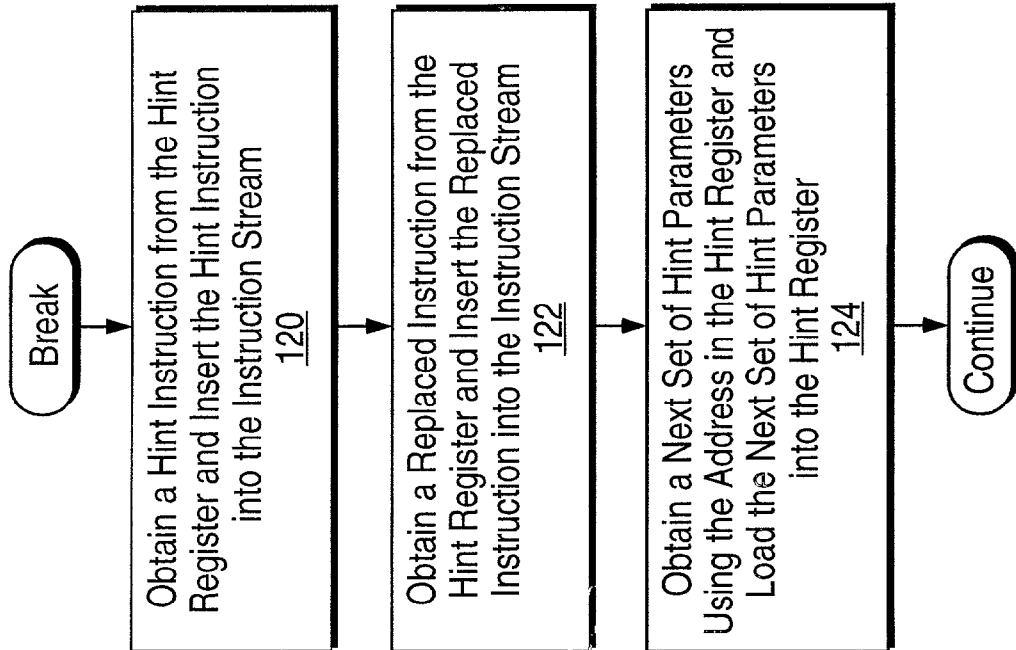 Break
Obtain a Hint Instruction from the Hint
Register and Insert the Hint Instruction
into the Instruction Stream
120
Obtain a Replaced Instruction from the
Hint Register and Insert the Replaced
Instruction into the Instruction Stream
122
Obtain a Next Set of Hint Parameters
Using the Address in the Hint Register and
Load the Next Set of Hint Parameters
into the Hint Register
124
Continue